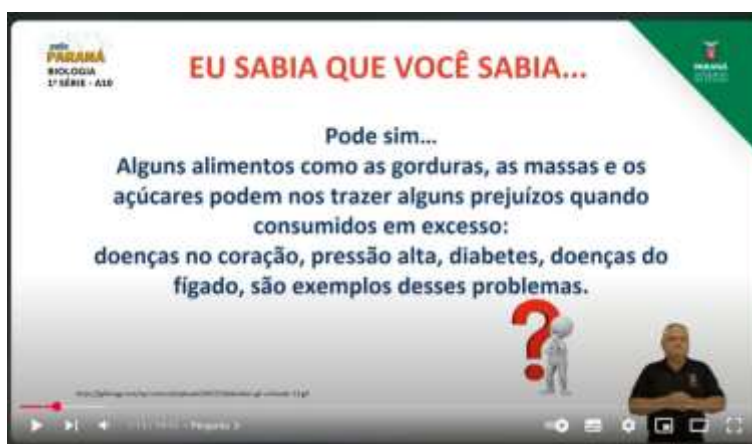 PARANÁ
BIOLOGIA
1ª SÉRIE - A10
EU SABIA QUE VOCÊ SABIA...
PARANÁ
Pode sim...
Alguns alimentos como as gorduras, as massas e os
açúcares podem nos trazer alguns prejuízos quando
consumidos em excesso:
doenças no coração, pressão alta, diabetes, doenças do
fígado, são exemplos desses problemas.
?